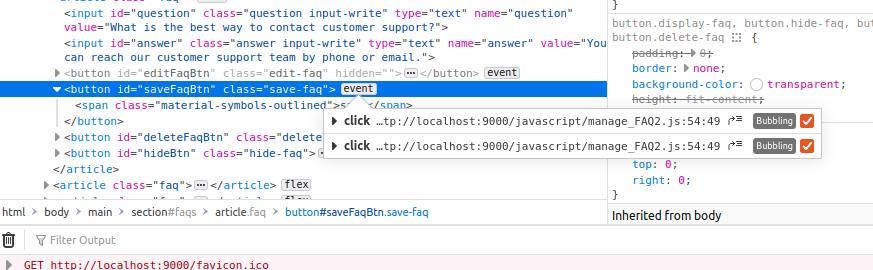 <input id="question" class="question input-write" type="text" name="question"
value="What is the best way to contact customer support?">
<input id="answer" class="answer input-write" type="text" name="answer" value="You
can reach our customer support team by phone or email.">
<button id="editFaqBtn" class="edit-faq" hidden=""> ⋯ </button> event
<button id="saveFaqBtn" class="save-faq"> event
<span class="material-symbols-outlined"> </span>
</button>
<button id="deleteFaqBtn" class="delete
<button id="hideBtn" class="hide-faq"> ⋯
</article>
<article class="faq"> ⋯ </article> flex
click …tp://localhost:9000/javascript/manage_FAQ2.js:54:49 Bubbling
click …tp://localhost:9000/javascript/manage_FAQ2.js:54:49 Bubbling
html > body > main > section#faqs > article.faq > button#saveFaqBtn.save-faq
Filter Output
GET http://localhost:9000/favicon.ico
}
button.display-faq, button.hide-faq,
button.delete-faq {
padding: 0;
border: none;
background-color: transparent;
height: fit-content;
top: 0;
right: 0;
}
Inherited from body